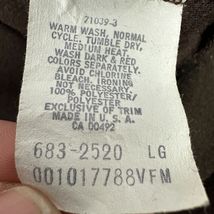 21039-3
WARM WASH, NORMAL
CYCLE. TUMBLE DRY,
MEDIUM HEAT.
WASH DARK & RED
COLORS SEPARATELY.
AVOID CHLORINE
BLEACH. IRONING
NOT NECESSARY.
100% POLYESTER/
POLYESTER
EXCLUSIVE OF TRIM
MADE IN U.S.A.
CA 00492
683-2520 LG
001017788VFM